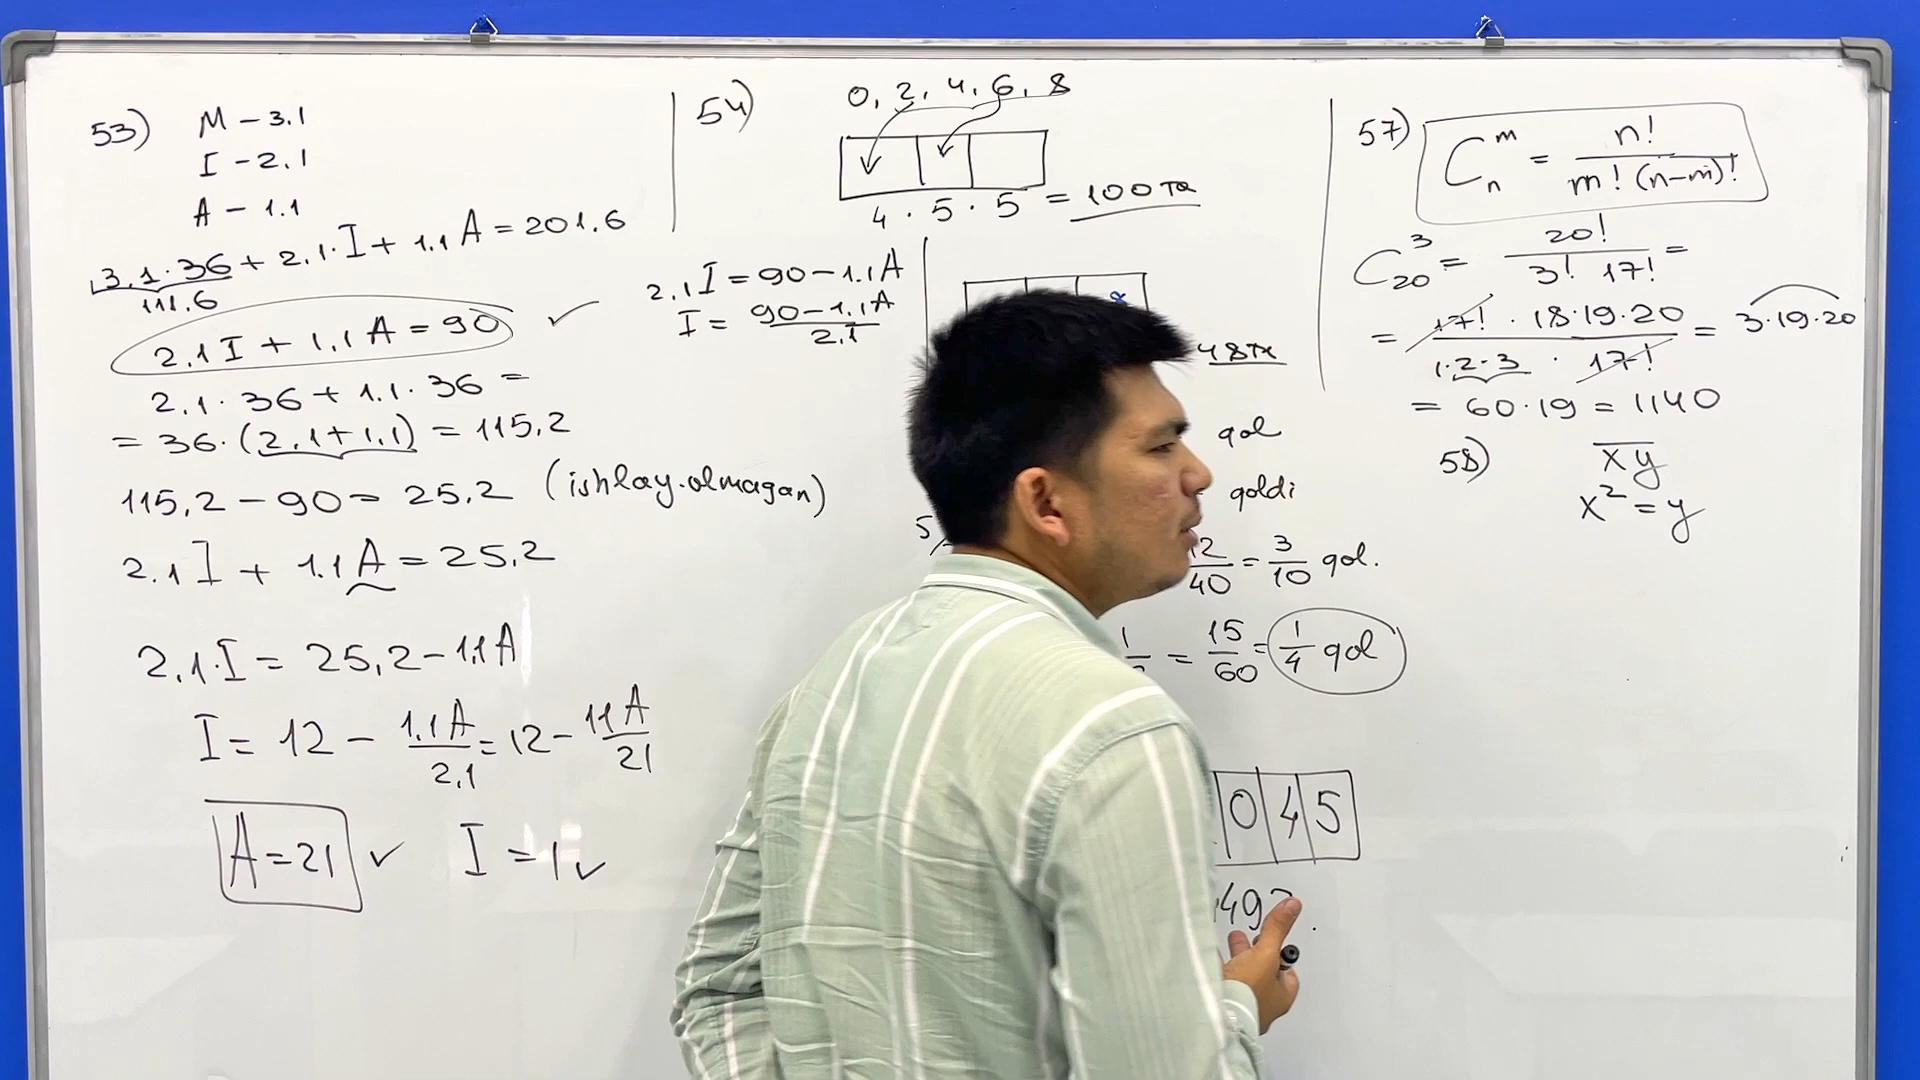 53) M - 3.1
I - 2.1
A - 1.1
3.1·36 + 2.1·I + 1.1A = 201.6
111.6
2.1 I + 1.1 A = 90 ✓
2.1·36 + 1.1·36 =
= 36·(2.1+1.1) = 115,2
115,2 - 90 = 25,2 (ishlay.olmagan)
2.1 I + 1.1 A = 25,2
2.1·I = 25,2 - 1.1A
I = 12 - 1.1A/2,1 = 12 - 11A/21
A = 21 ✓ I = 1 ✓
2.1 I = 90 - 1.1A
I = 90 - 1.1A / 2.1
54) 0, 2, 4, 6, 8
4 · 5 · 5 = 100 ta
48 ta
qol
qoldi
12/40 = 3/10 qol.
= 15/60 = 1/4 qol
0 4 5
57) C_n^m = n! / m! (n-m)!
C_20^3 = 20! / 3! 17! =
= 17! · 18·19·20 / 1·2·3 · 17! = 3·19·20
= 60·19 = 1140
58) xy
x² = y